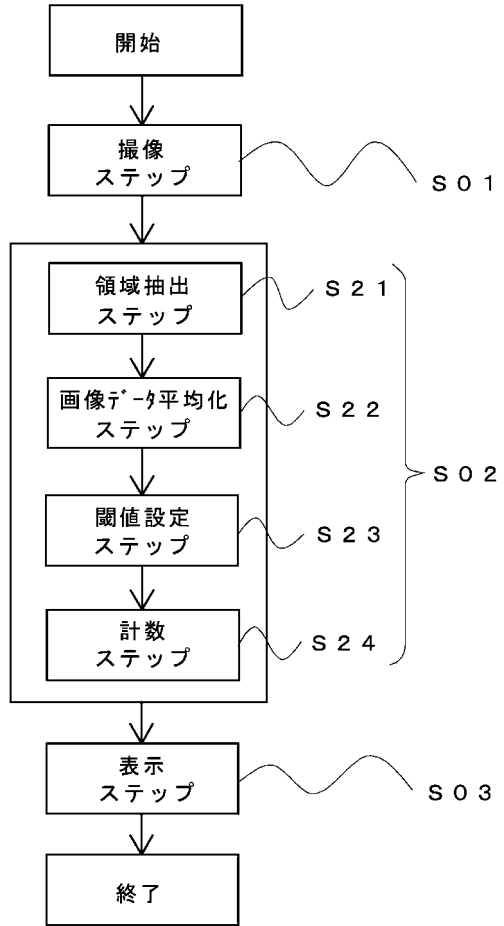 開始
撮像
ステップ
S01
領域抽出
ステップ
S21
画像ﾃﾞｰﾀ平均化
ステップ
S22
S02
閾値設定
ステップ
S23
計数
ステップ
S24
表示
ステップ
S03
終了